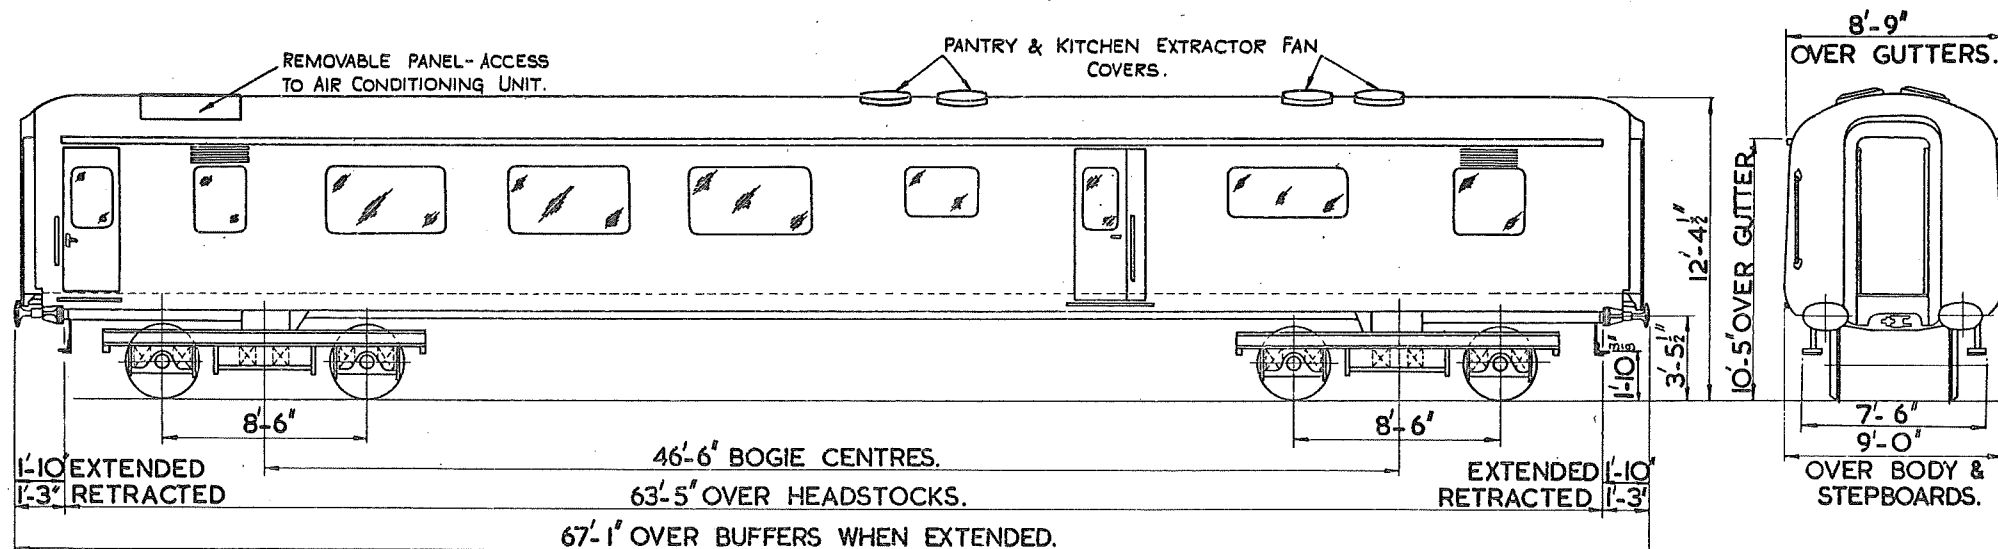 REMOVABLE PANEL-ACCESS
TO AIR CONDITIONING UNIT.
PANTRY & KITCHEN EXTRACTOR FAN
COVERS.
8'-9"
OVER GUTTERS.
12'-4½"
10'-5" OVER GUTTER.
3'-5½"
1'-10" min
8'-6"
8'-6"
7'-6"
9'-0"
OVER BODY &
STEPBOARDS.
46'-6" BOGIE CENTRES.
1'-10" EXTENDED
1'-3" RETRACTED
EXTENDED 1'-10"
RETRACTED 1'-3"
63'-5" OVER HEADSTOCKS.
67'-1" OVER BUFFERS WHEN EXTENDED.